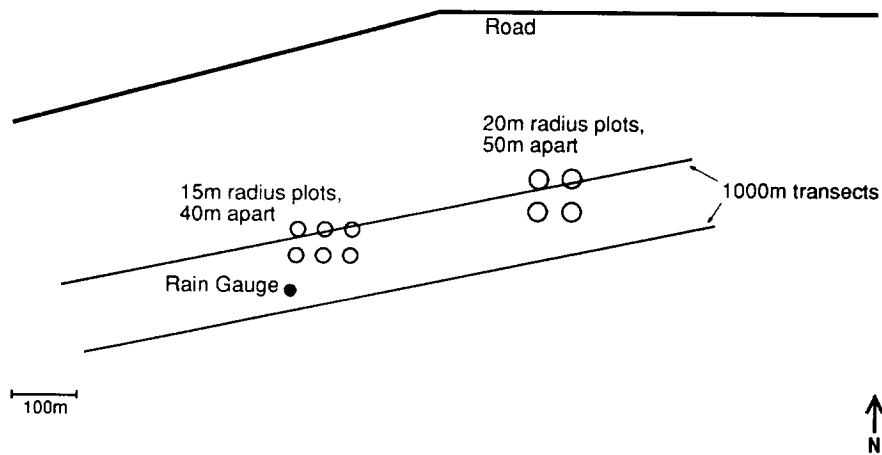 Road
20m radius plots,
50m apart
15m radius plots,
40m apart
1000m transects
Rain Gauge
100m
N